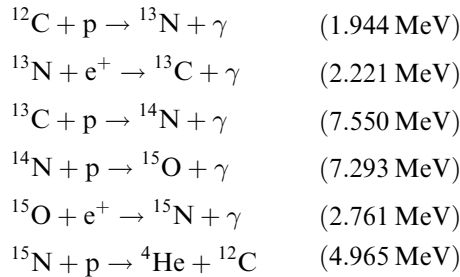 ¹²C + p → ¹³N + γ (1.944 MeV)
¹³N + e⁺ → ¹³C + γ (2.221 MeV)
¹³C + p → ¹⁴N + γ (7.550 MeV)
¹⁴N + p → ¹⁵O + γ (7.293 MeV)
¹⁵O + e⁺ → ¹⁵N + γ (2.761 MeV)
¹⁵N + p → ⁴He + ¹²C (4.965 MeV)